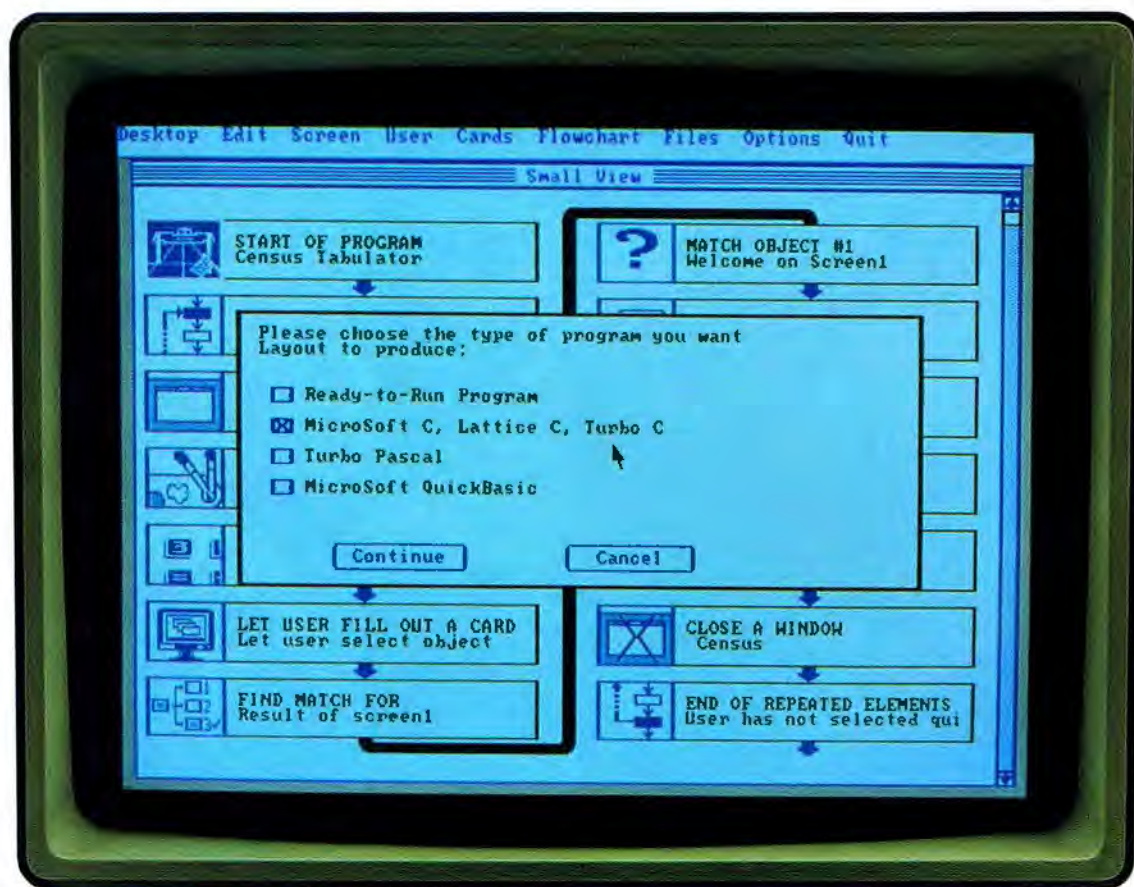 Desktop Edit Screen User Cards Flowchart Files Options Quit
Small View
START OF PROGRAM
Census Tabulator
MATCH OBJECT #1
Welcome on Screen1
Please choose the type of program you want
Layout to produce:
Ready-to-Run Program
MicroSoft C, Lattice C, Turbo C
Turbo Pascal
MicroSoft QuickBasic
Continue
Cancel
LET USER FILL OUT A CARD
Let user select object
CLOSE A WINDOW
Census
FIND MATCH FOR
Result of screen1
END OF REPEATED ELEMENTS
User has not selected qui